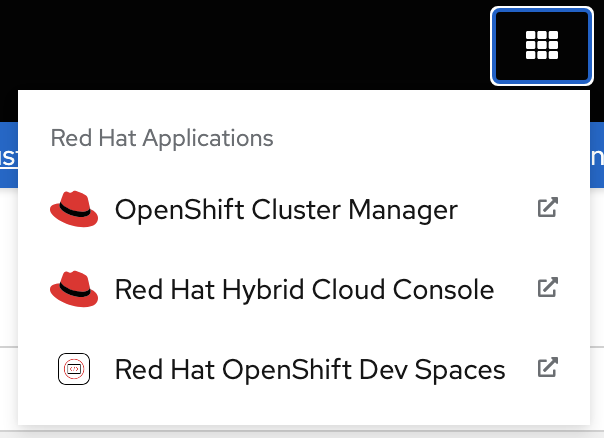 Red Hat Applications
OpenShift Cluster Manager
Red Hat Hybrid Cloud Console
Red Hat OpenShift Dev Spaces